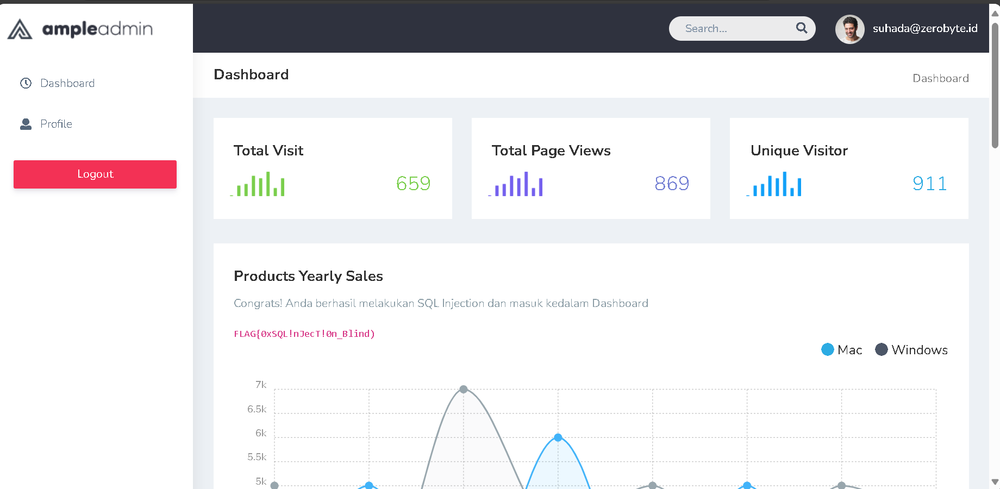 ampleadmin
Search...
suhada@zerobyte.id
Dashboard
Profile
Logout
Dashboard
Dashboard
Total Visit
659
Total Page Views
869
Unique Visitor
911
Products Yearly Sales
Congrats! Anda berhasil melakukan SQL Injection dan masuk kedalam Dashboard
FLAG{0xSQL!nJecT!0n_Blind)
Mac
Windows
7k
6.5k
6k
5.5k
5k